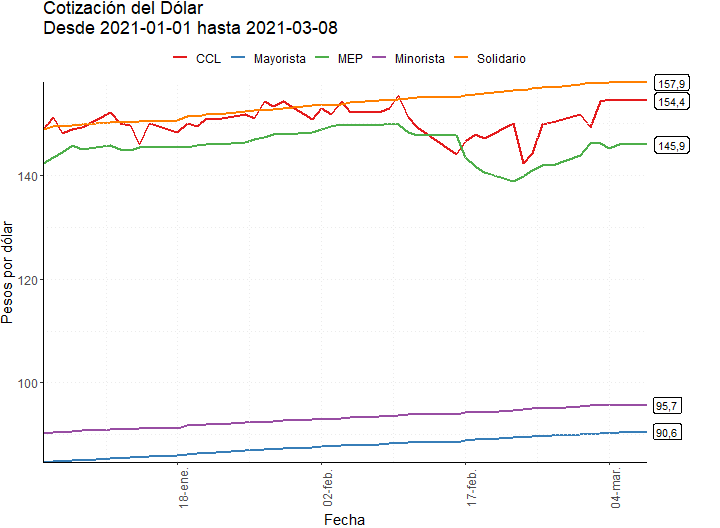 Cotización del Dólar
Desde 2021-01-01 hasta 2021-03-08
CCL Mayorista MEP Minorista Solidario
157,9
154,4
145,9
140
120
100
95,7
90,6
Pesos por dólar
18-ene.
02-feb.
17-feb.
04-mar.
Fecha